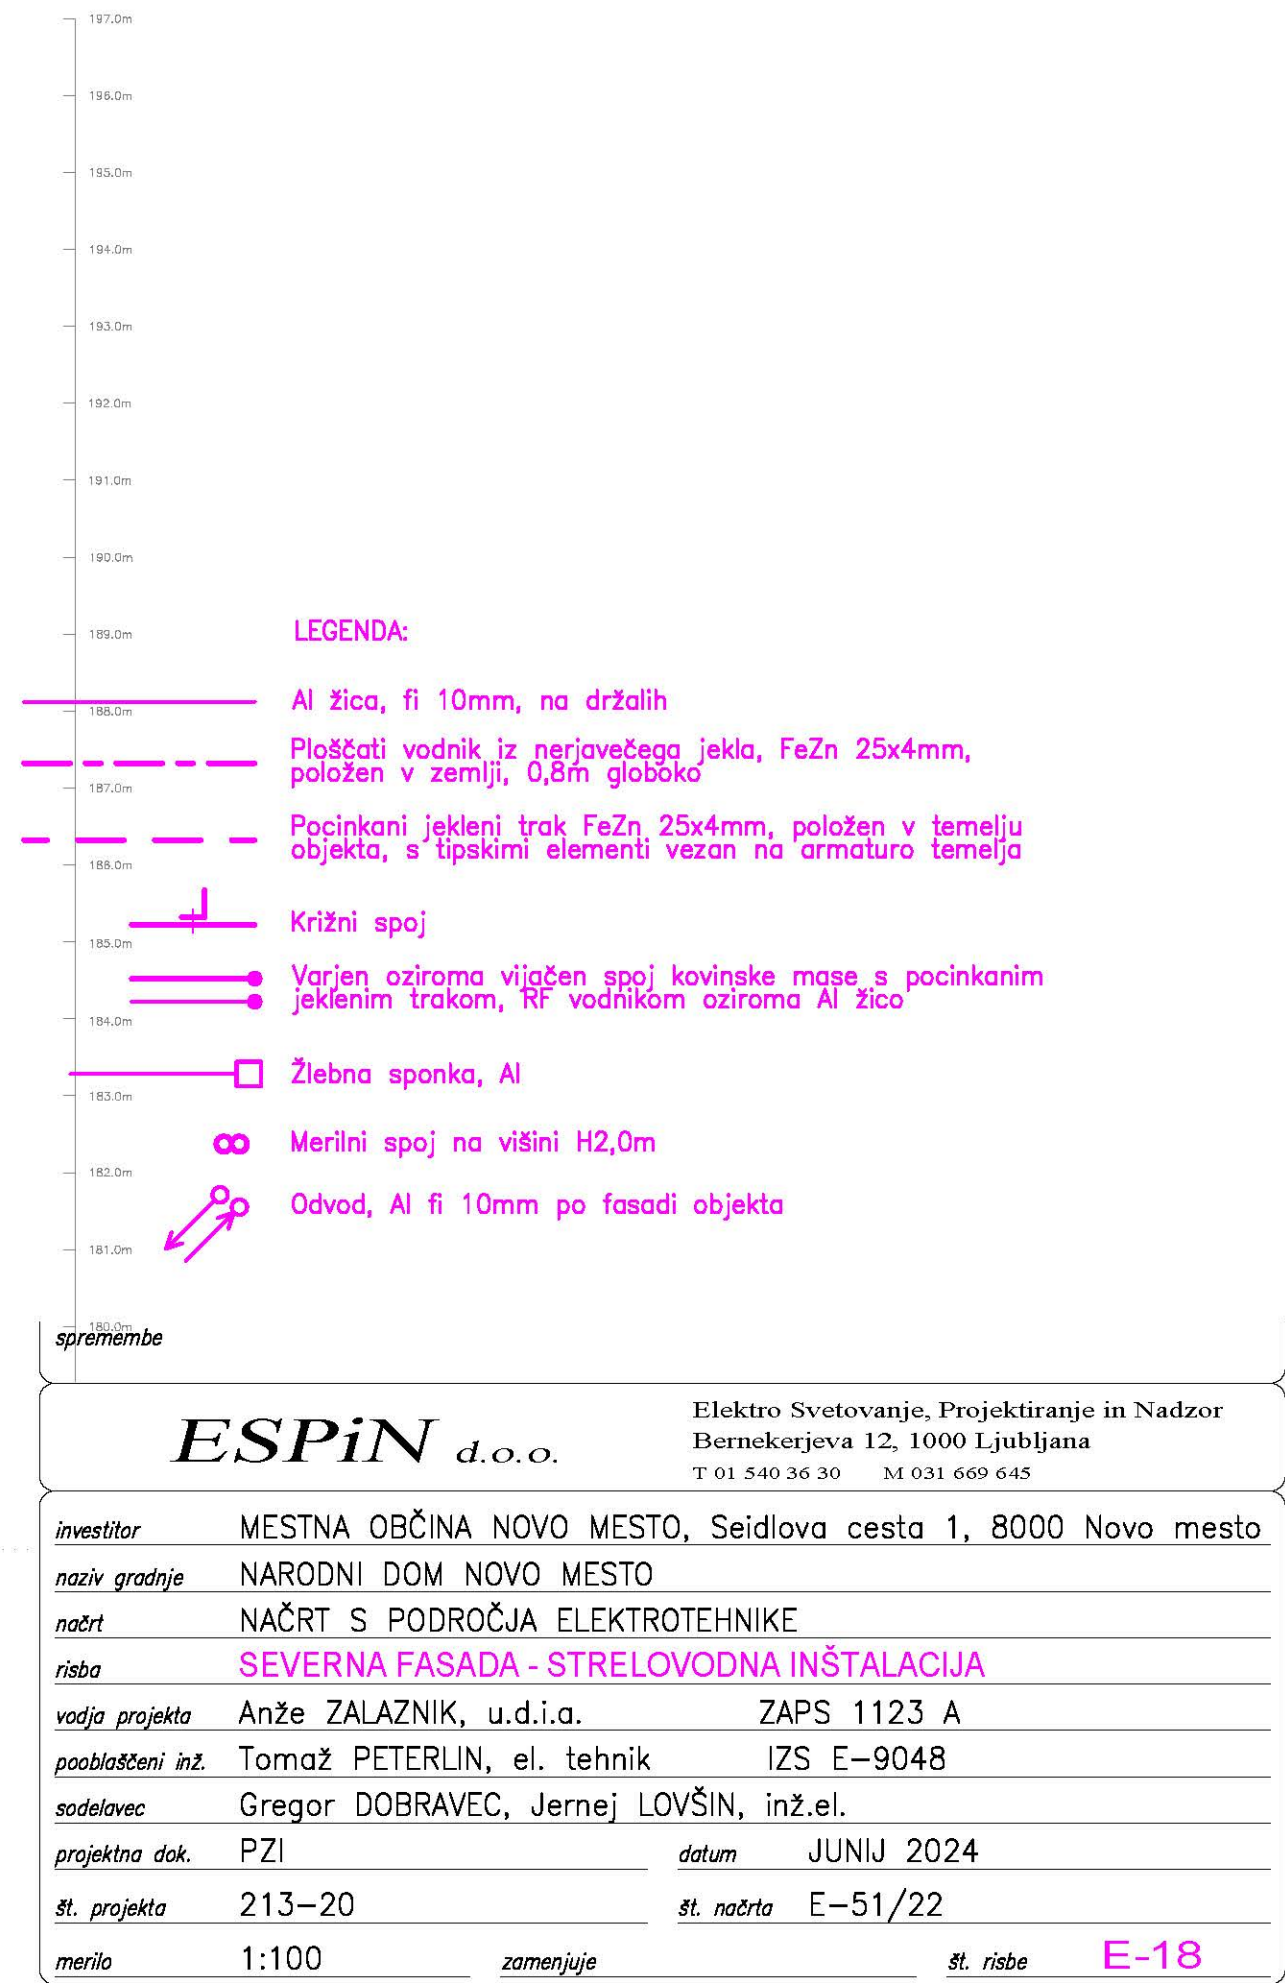 197.0m
196.0m
195.0m
194.0m
193.0m
192.0m
191.0m
190.0m
189.0m
LEGENDA:
Al žica, fi 10mm, na držalih
188.0m
Ploščati vodnik iz nerjavečega jekla, FeZn 25x4mm,
položen v zemlji, 0,8m globoko
187.0m
Pocinkani jekleni trak FeZn 25x4mm, položen v temelju
objekta, s tipskimi elementi vezan na armaturo temelja
186.0m
Križni spoj
185.0m
Varjen oziroma vijačen spoj kovinske mase s pocinkanim
jeklenim trakom, RF vodnikom oziroma Al žico
184.0m
Žlebna sponka, Al
183.0m
Merilni spoj na višini H2,0m
182.0m
Odvod, Al fi 10mm po fasadi objekta
181.0m
180.0m
spremembe
ESPiN d.o.o.
Elektro Svetovanje, Projektiranje in Nadzor
Bernekerjeva 12, 1000 Ljubljana
T 01 540 36 30 M 031 669 645
investitor MESTNA OBČINA NOVO MESTO, Seidlova cesta 1, 8000 Novo mesto
naziv gradnje NARODNI DOM NOVO MESTO
načrt NAČRT S PODROČJA ELEKTROTEHNIKE
risba SEVERNA FASADA - STRELOVODNA INŠTALACIJA
vodja projekta Anže ZALAZNIK, u.d.i.a. ZAPS 1123 A
pooblaščeni inž. Tomaž PETERLIN, el. tehnik IZS E-9048
sodelavec Gregor DOBRAVEC, Jernej LOVŠIN, inž.el.
projektna dok. PZI datum JUNIJ 2024
št. projekta 213-20 št. načrta E-51/22
merilo 1:100 zamenjuje št. risbe E-18